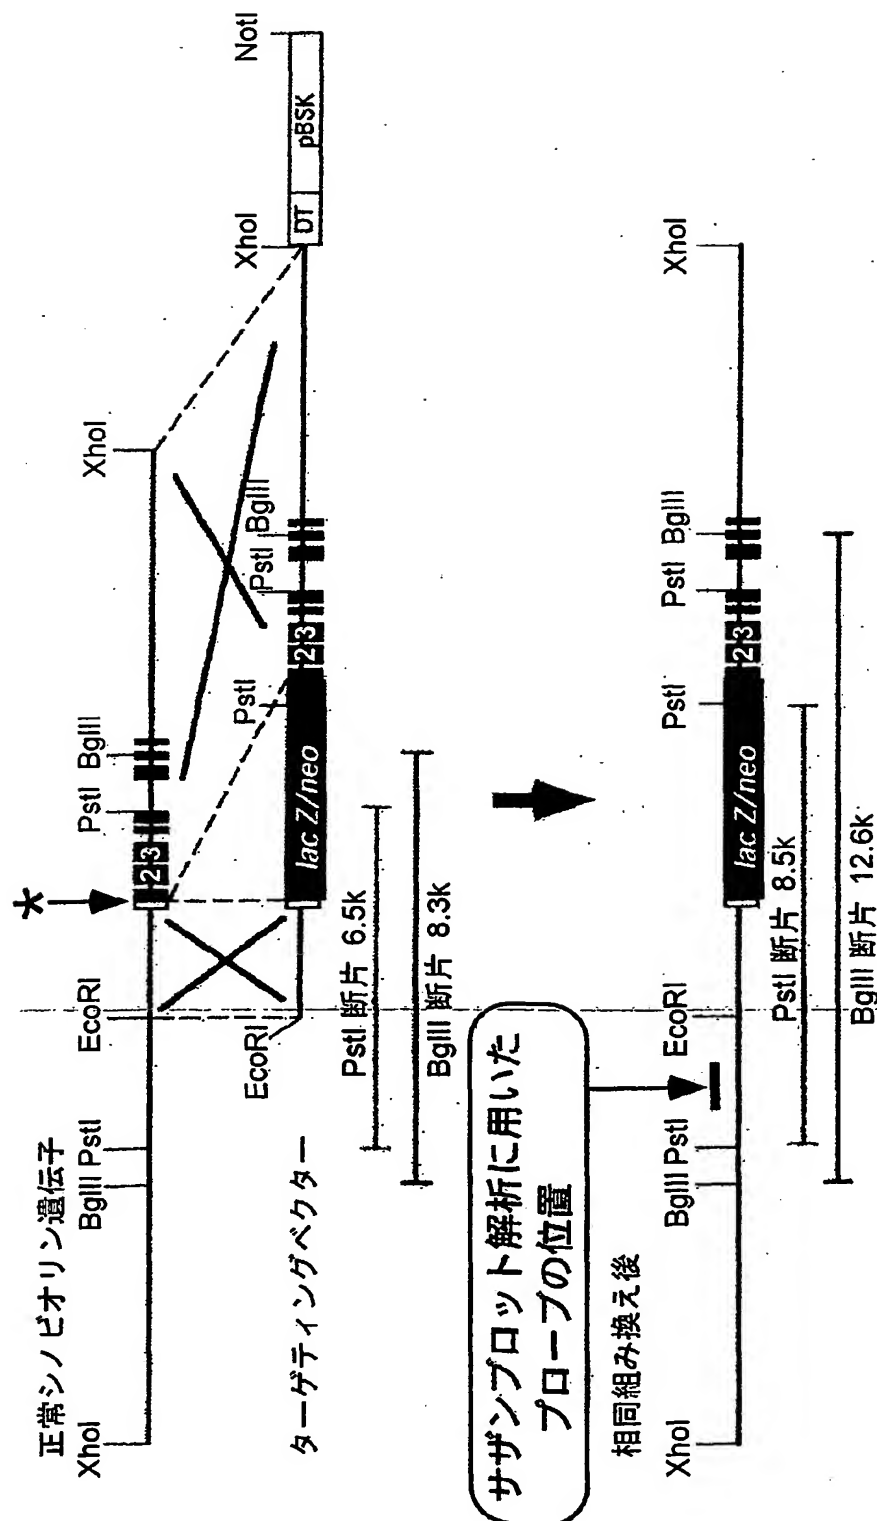 正常シノビオリン遺伝子
XhoI
BglII PstI
EcoRI
*
2 3
PstI
BglII
XhoI
ターゲティングベクター
EcoRI
lac Z/neo
PstI
2 3
PstI
BglII
XhoI
DT
pBSK
NotI
PstI 断片 6.5k
BglII 断片 8.3k
サザンブロット解析に用いた
プローブの位置
相同組み換え後
XhoI
BglII PstI
EcoRI
lac Z/neo
PstI
2 3
PstI
BglII
XhoI
PstI 断片 8.5k
BglII 断片 12.6k